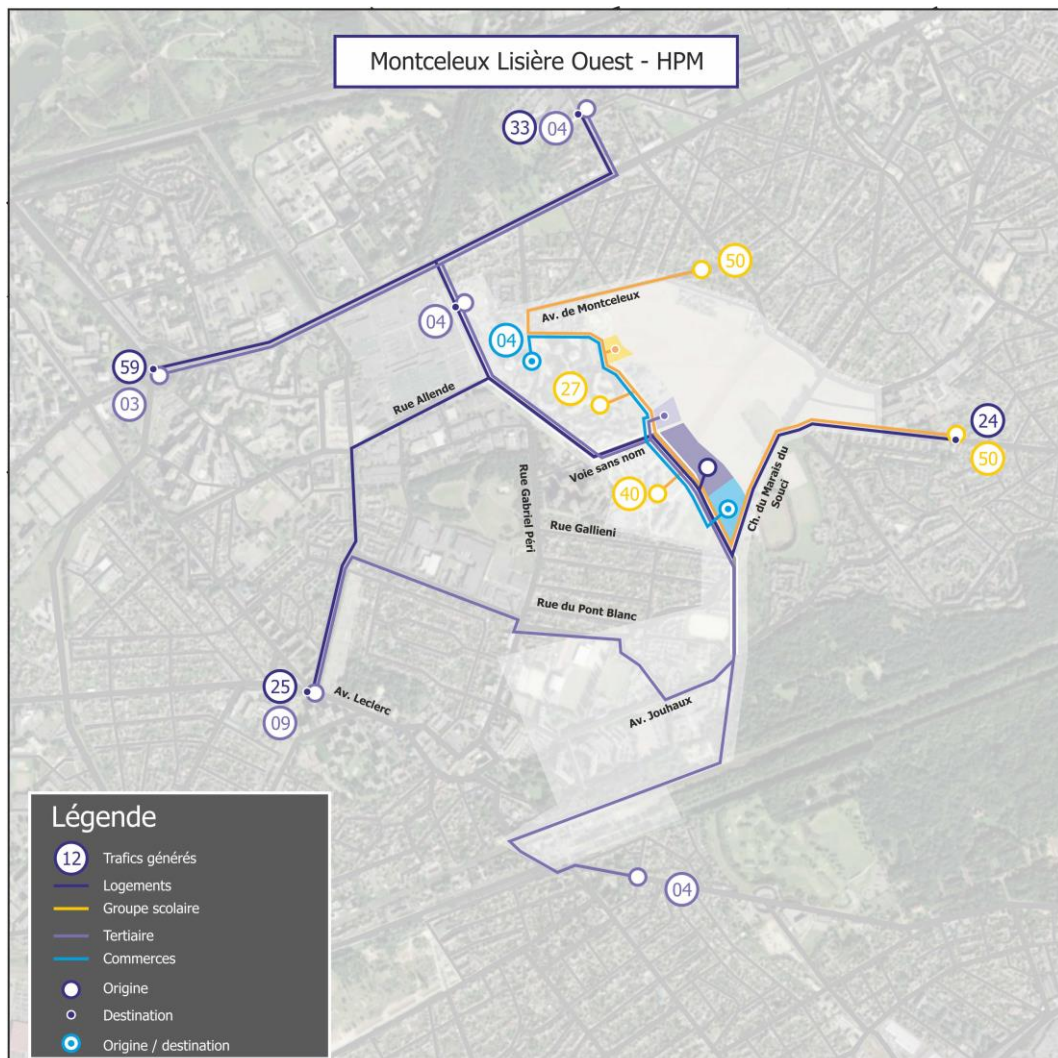 Montceleux Lisière Ouest - HPM
33
04
50
Av. de Montceleux
04
04
59
03
27
Rue Allende
24
50
Voie sans nom
40
Ch. du Marais du
Souci
Rue Gabriel Péri
Rue Gallieni
Rue du Pont Blanc
25
09
Av. Leclerc
Av. Jouhaux
04
Légende
12 Trafics générés
Logements
Groupe scolaire
Tertiaire
Commerces
Origine
Destination
Origine / destination